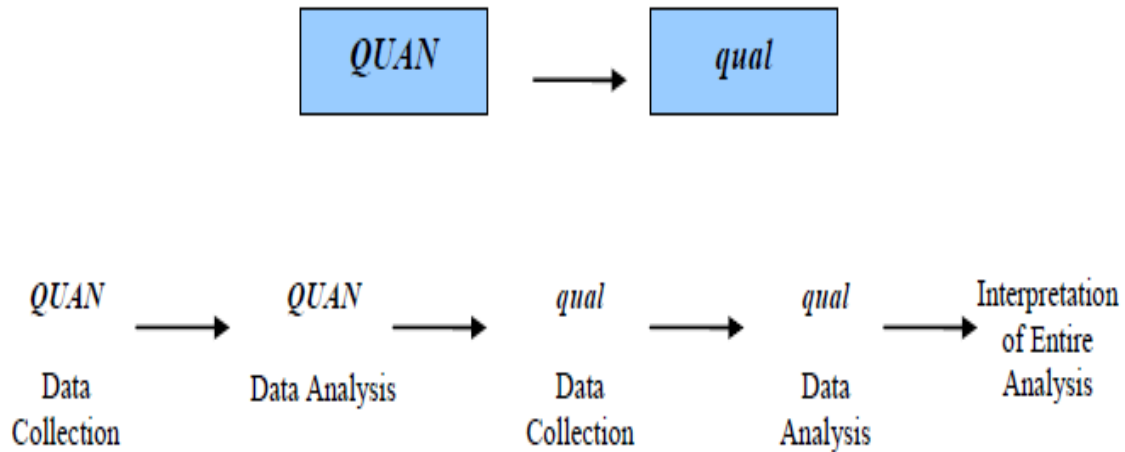 QUAN
qual
QUAN
Data
Collection
QUAN
Data Analysis
qual
Data
Collection
qual
Data
Analysis
Interpretation
of Entire
Analysis